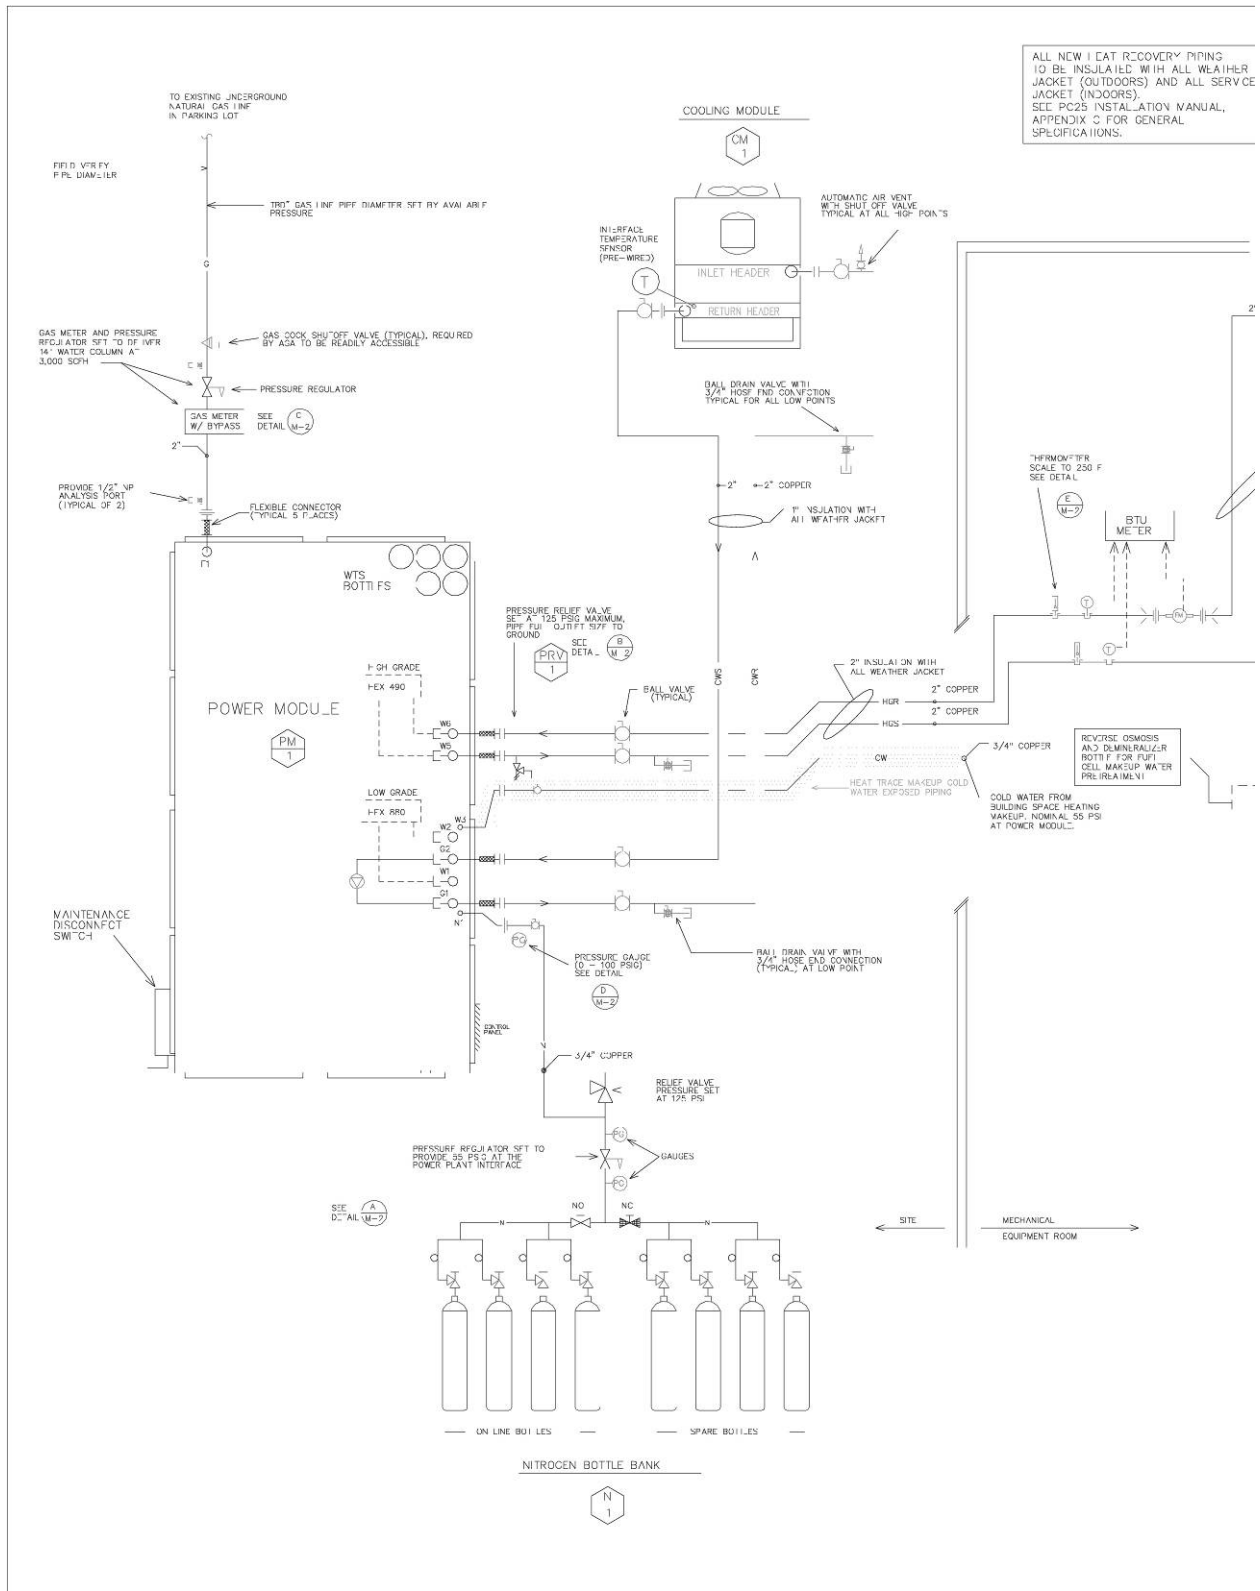 ALL NEW HEAT RECOVERY PIPING
TO BE INSULATED WITH ALL WEATHER
JACKET (OUTDOORS) AND ALL SERVICE
JACKET (INDOORS).
SEE PC25 INSTALLATION MANUAL,
APPENDIX C FOR GENERAL
SPECIFICATIONS.
TO EXISTING UNDERGROUND
NATURAL GAS LINE
IN PARKING LOT
FIELD VERIFY
PIPE DIAMETER
TBD" GAS LINE PIPE DIAMETER SET BY AVAILABLE
PRESSURE
G
COOLING MODULE
CM
1
AUTOMATIC AIR VENT
WITH SHUT OFF VALVE
TYPICAL AT ALL HIGH POINTS
INTERFACE
TEMPERATURE
SENSOR
(PRE-WIRED)
T
INLET HEADER
RETURN HEADER
2"
GAS METER AND PRESSURE
REGULATOR SET TO DELIVER
14" WATER COLUMN AT
3,000 SCFH
GAS COCK SHUTOFF VALVE (TYPICAL), REQUIRED
BY AGA TO BE READILY ACCESSIBLE
PRESSURE REGULATOR
GAS METER
W/ BYPASS
SEE
DETAIL
C
M-2
2"
BALL DRAIN VALVE WITH
3/4" HOSE END CONNECTION
TYPICAL FOR ALL LOW POINTS
PROVIDE 1/2" NP
ANALYSIS PORT
(TYPICAL OF 2)
FLEXIBLE CONNECTOR
(TYPICAL 5 PLACES)
2"
2" COPPER
1" INSULATION WITH
ALL WEATHER JACKET
THERMOMETER
SCALE TO 250 F
SEE DETAIL
E
M-2
BTU
METER
T
FM
T
WTS
BOTTLES
PRESSURE RELIEF VALVE
SET AT 125 PSIG MAXIMUM,
PIPE FULL OUTLET SIZE TO
GROUND
SEE
DETAIL
B
M-2
PRV
1
HIGH GRADE
HEX 490
POWER MODULE
PM
1
BALL VALVE
(TYPICAL)
CWS
CWR
2" INSULATION WITH
ALL WEATHER JACKET
HGR
2" COPPER
HGS
2" COPPER
W6
W5
CW
3/4" COPPER
HEAT TRACE MAKEUP COLD
WATER EXPOSED PIPING
REVERSE OSMOSIS
AND DEMINERALIZER
BOTTLE FOR FUEL
CELL MAKEUP WATER
PRETREATMENT
COLD WATER FROM
BUILDING SPACE HEATING
MAKEUP, NOMINAL 55 PSI
AT POWER MODULE.
LOW GRADE
HEX 880
W3
W2
G2
W1
G1
N'
MAINTENANCE
DISCONNECT
SWITCH
PG
PRESSURE GAUGE
(0 - 100 PSIG)
SEE DETAIL
D
M-2
BALL DRAIN VALVE WITH
3/4" HOSE END CONNECTION
(TYPICAL) AT LOW POINT
CONTROL
PANEL
N
3/4" COPPER
RELIEF VALVE
PRESSURE SET
AT 125 PSI
PG
PRESSURE REGULATOR SET TO
PROVIDE 55 PSIG AT THE
POWER PLANT INTERFACE
GAUGES
PG
SEE
DETAIL
A
M-2
NO
NC
N
N
SITE
MECHANICAL
EQUIPMENT ROOM
ON LINE BOTTLES
SPARE BOTTLES
NITROGEN BOTTLE BANK
N
1